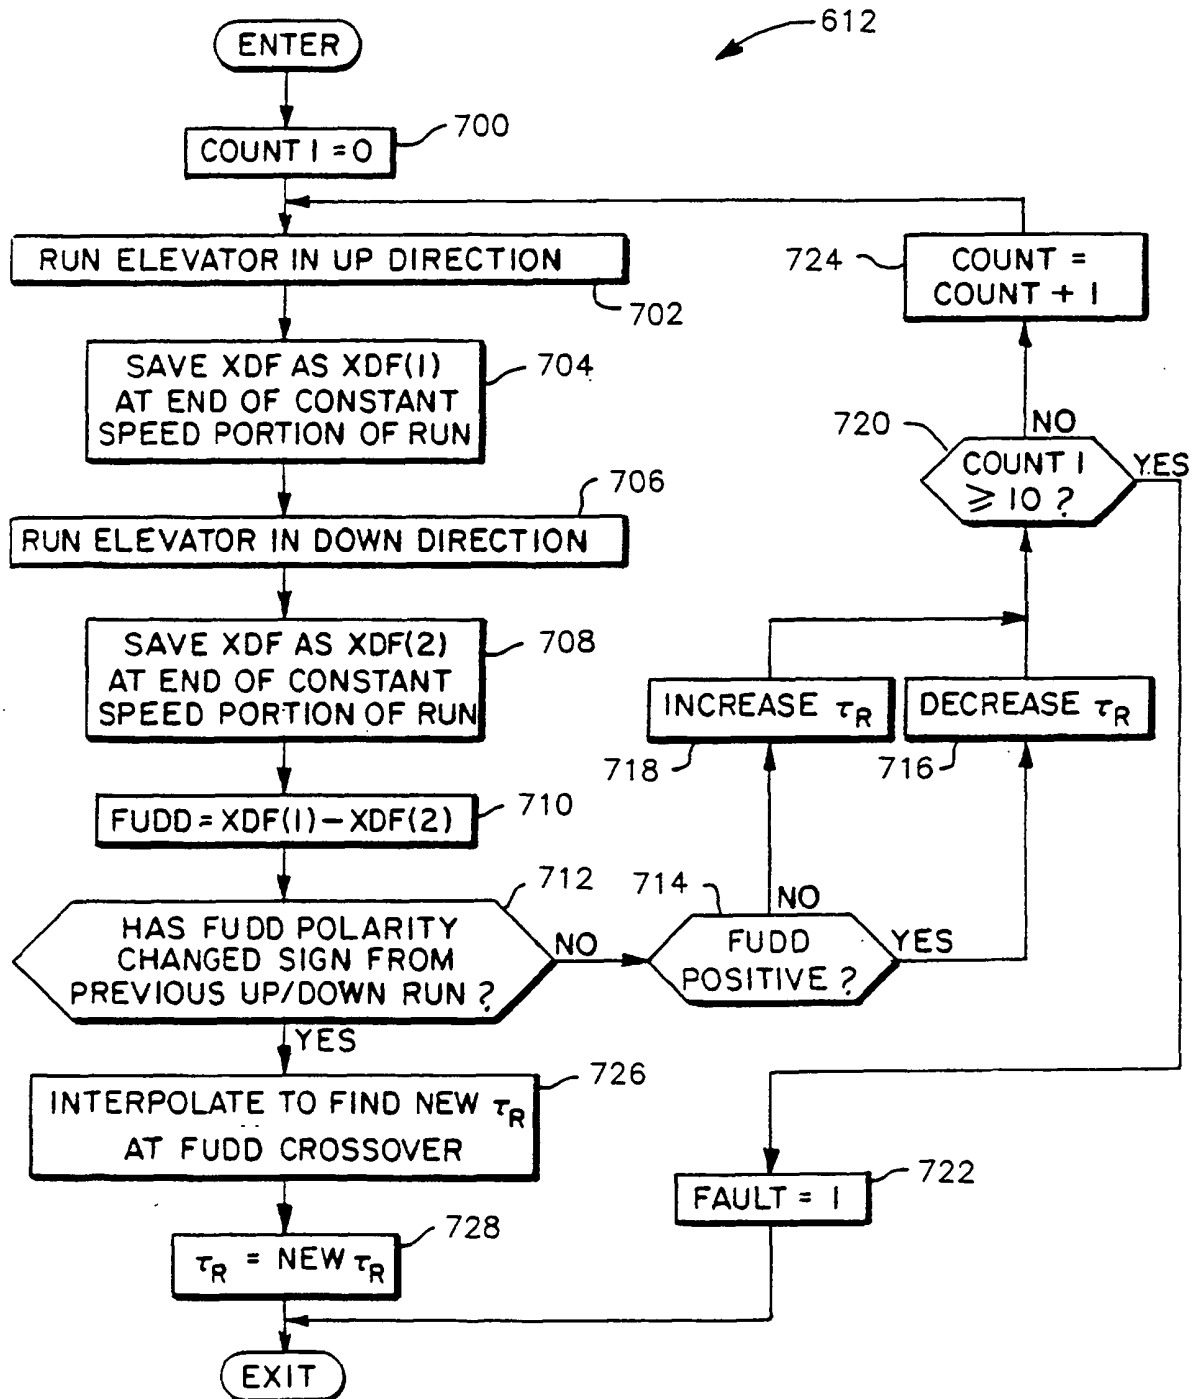 612
ENTER
700
COUNT 1 = 0
RUN ELEVATOR IN UP DIRECTION
702
724
COUNT =
COUNT + 1
SAVE XDF AS XDF(1)
AT END OF CONSTANT
SPEED PORTION OF RUN
704
720
NO
COUNT 1
≥ 10 ?
YES
706
RUN ELEVATOR IN DOWN DIRECTION
SAVE XDF AS XDF(2)
AT END OF CONSTANT
SPEED PORTION OF RUN
708
INCREASE τR
718
DECREASE τR
716
FUDD = XDF(1) – XDF(2)
710
712
HAS FUDD POLARITY
CHANGED SIGN FROM
PREVIOUS UP/DOWN RUN ?
NO
YES
714
NO
FUDD
POSITIVE ?
YES
INTERPOLATE TO FIND NEW τR
AT FUDD CROSSOVER
726
FAULT = 1
722
τR = NEW τR
728
EXIT